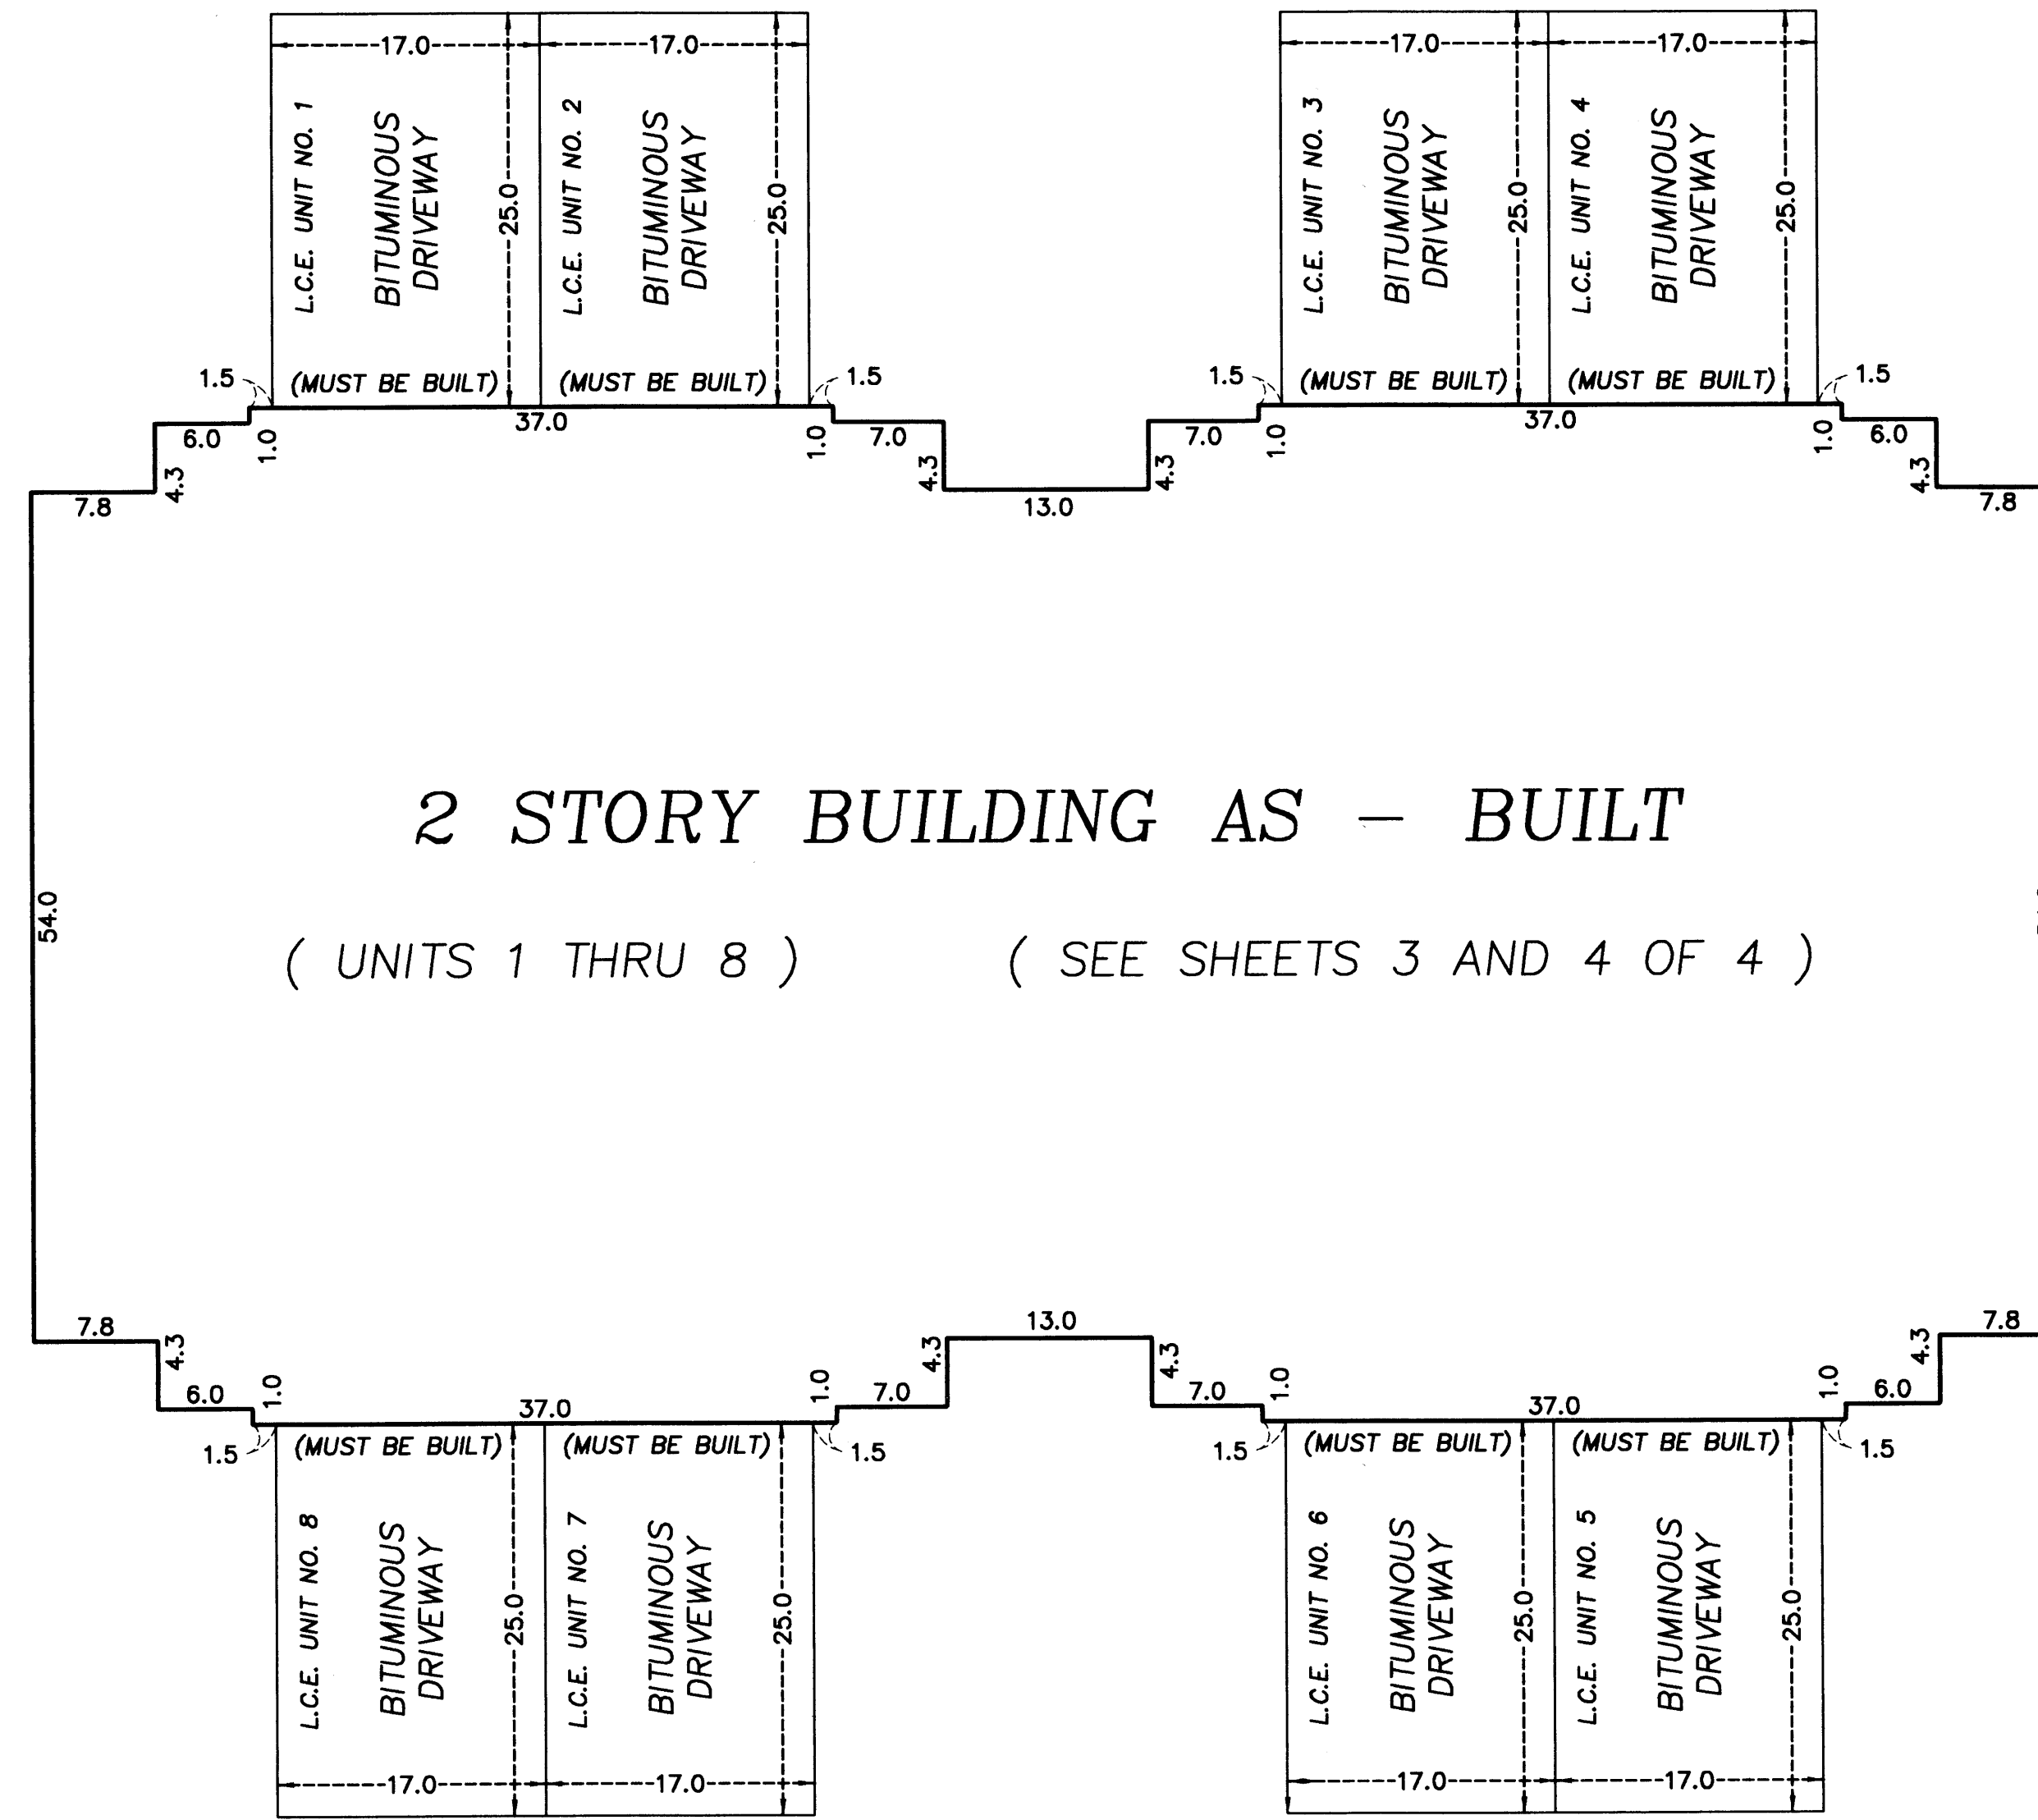 17.0 17.0 17.0 17.0
L.C.E. UNIT NO. 1
BITUMINOUS
DRIVEWAY
25.0
L.C.E. UNIT NO. 2
BITUMINOUS
DRIVEWAY
25.0
L.C.E. UNIT NO. 3
BITUMINOUS
DRIVEWAY
25.0
L.C.E. UNIT NO. 4
BITUMINOUS
DRIVEWAY
25.0
1.5 (MUST BE BUILT) (MUST BE BUILT) 1.5 1.5 (MUST BE BUILT) (MUST BE BUILT) 1.5
6.0 1.0 37.0 1.0 7.0 7.0 1.0 37.0 1.0 6.0
7.8 4.3 4.3 13.0 4.3 4.3 7.8
2 STORY BUILDING AS - BUILT
54.0
( UNITS 1 THRU 8 ) ( SEE SHEETS 3 AND 4 OF 4 )
7.8 4.3 4.3 13.0 4.3 4.3 7.8
6.0 1.0 37.0 1.0 7.0 7.0 1.0 37.0 1.0 6.0
1.5 (MUST BE BUILT) (MUST BE BUILT) 1.5 1.5 (MUST BE BUILT) (MUST BE BUILT) 1.5
L.C.E. UNIT NO. 8
BITUMINOUS
DRIVEWAY
25.0
L.C.E. UNIT NO. 7
BITUMINOUS
DRIVEWAY
25.0
L.C.E. UNIT NO. 6
BITUMINOUS
DRIVEWAY
25.0
L.C.E. UNIT NO. 5
BITUMINOUS
DRIVEWAY
25.0
17.0 17.0 17.0 17.0